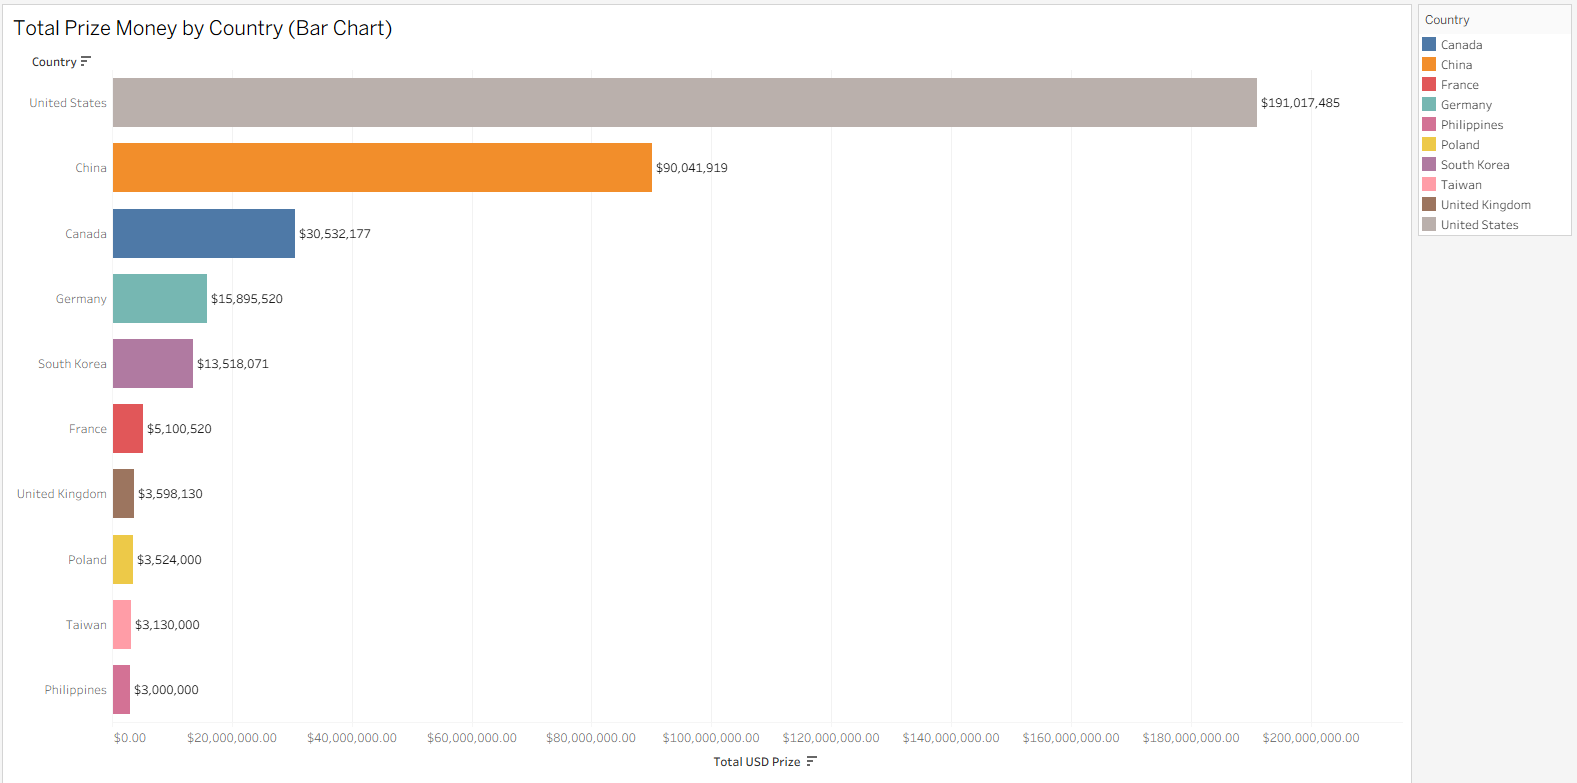 Total Prize Money by Country (Bar Chart)
Country
United States
$191,017,485
China
$90,041,919
Canada
$30,532,177
Germany
$15,895,520
South Korea
$13,518,071
France
$5,100,520
United Kingdom
$3,598,130
Poland
$3,524,000
Taiwan
$3,130,000
Philippines
$3,000,000
$0.00 $20,000,000.00 $40,000,000.00 $60,000,000.00 $80,000,000.00 $100,000,000.00 $120,000,000.00 $140,000,000.00 $160,000,000.00 $180,000,000.00 $200,000,000.00
Total USD Prize
Country
Canada
China
France
Germany
Philippines
Poland
South Korea
Taiwan
United Kingdom
United States